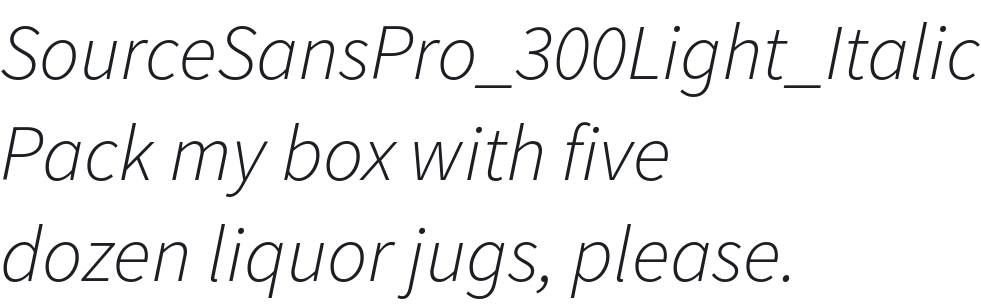 SourceSansPro_300Light_Italic
Pack my box with five
dozen liquor jugs, please.